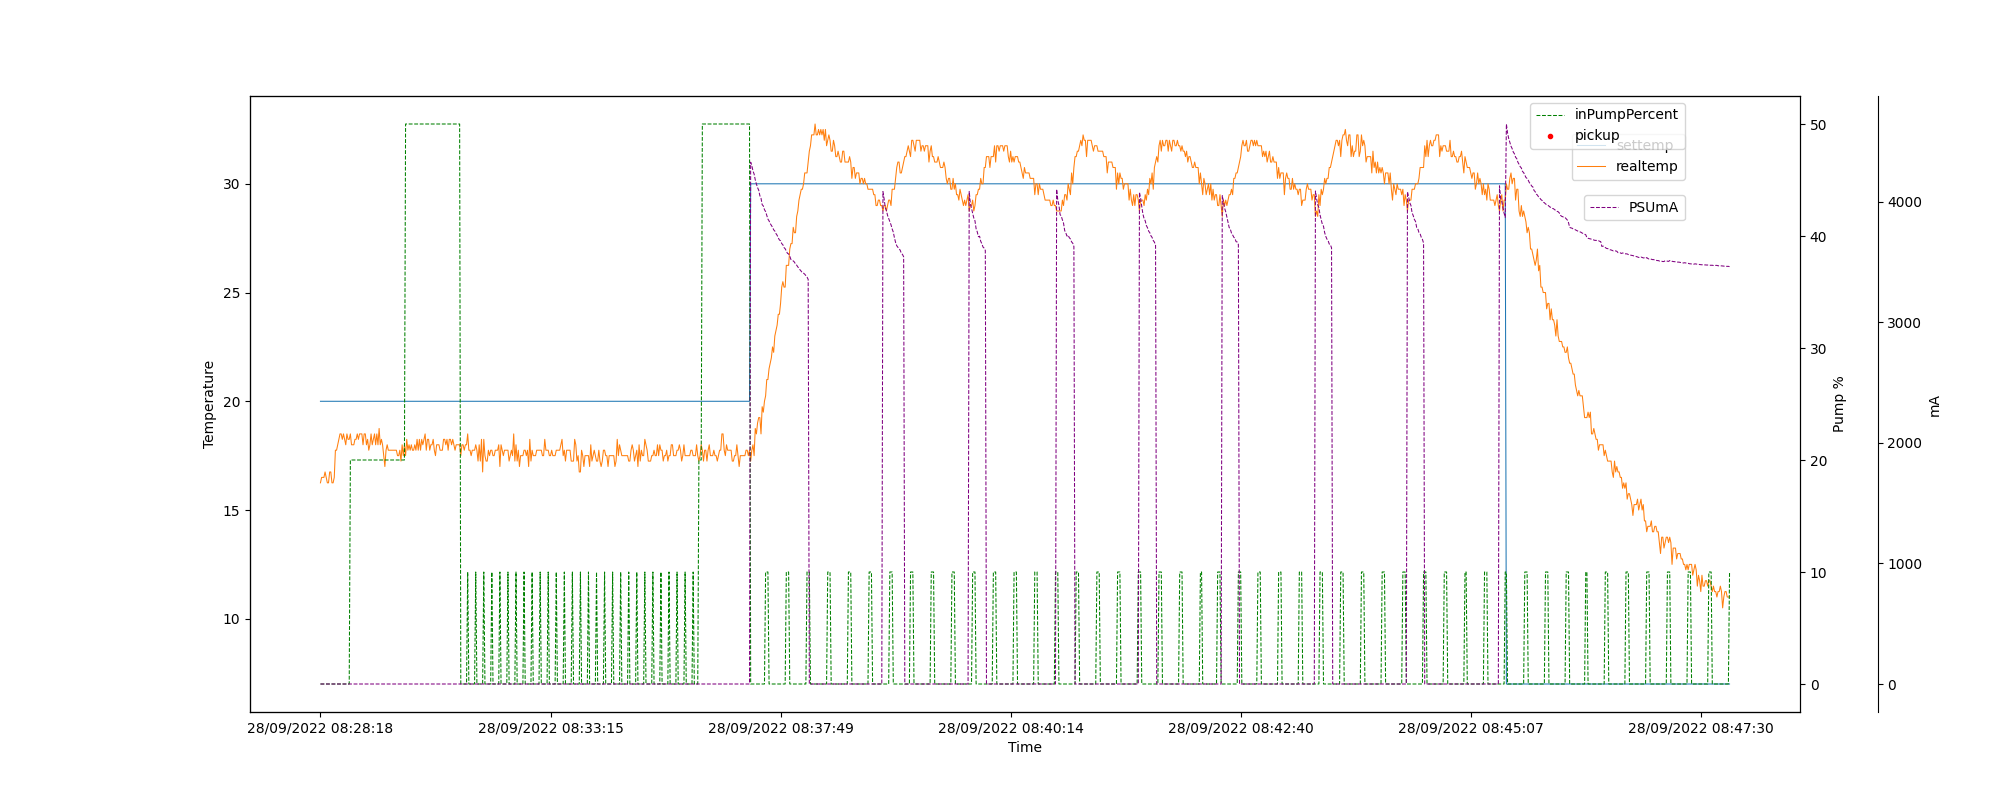 inPumpPercent
pickup
settemp
realtemp
PSUmA
Temperature
30
25
20
15
10
50
40
30
20
10
0
Pump %
4000
3000
2000
1000
0
mA
28/09/2022 08:28:18
28/09/2022 08:33:15
28/09/2022 08:37:49
28/09/2022 08:40:14
28/09/2022 08:42:40
28/09/2022 08:45:07
28/09/2022 08:47:30
Time